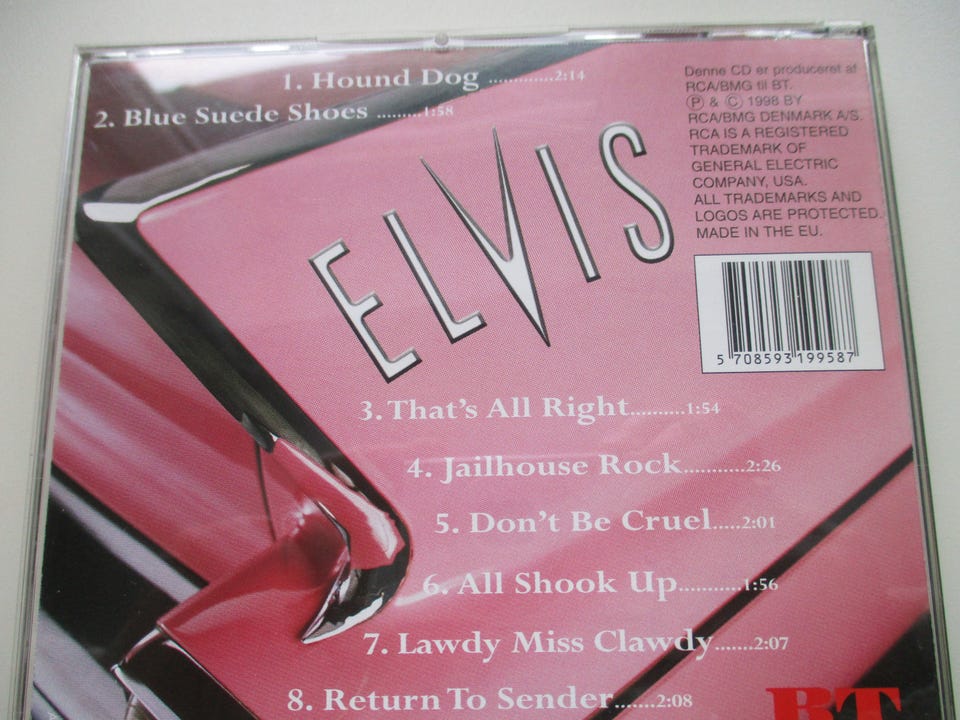 1. Hound Dog .............2:14
2. Blue Suede Shoes .........1:58
Denne CD er produceret af
RCA/BMG til BT.
Ⓟ & © 1998 BY
RCA/BMG DENMARK A/S.
RCA IS A REGISTERED
TRADEMARK OF
GENERAL ELECTRIC
COMPANY, USA.
ALL TRADEMARKS AND
LOGOS ARE PROTECTED.
MADE IN THE EU.
ELVIS
5 708593 199587
3. That's All Right..........1:54
4. Jailhouse Rock...........2:26
5. Don't Be Cruel.....2:01
6. All Shook Up...........1:56
7. Lawdy Miss Clawdy.......2:07
8. Return To Sender.......2:08
BT